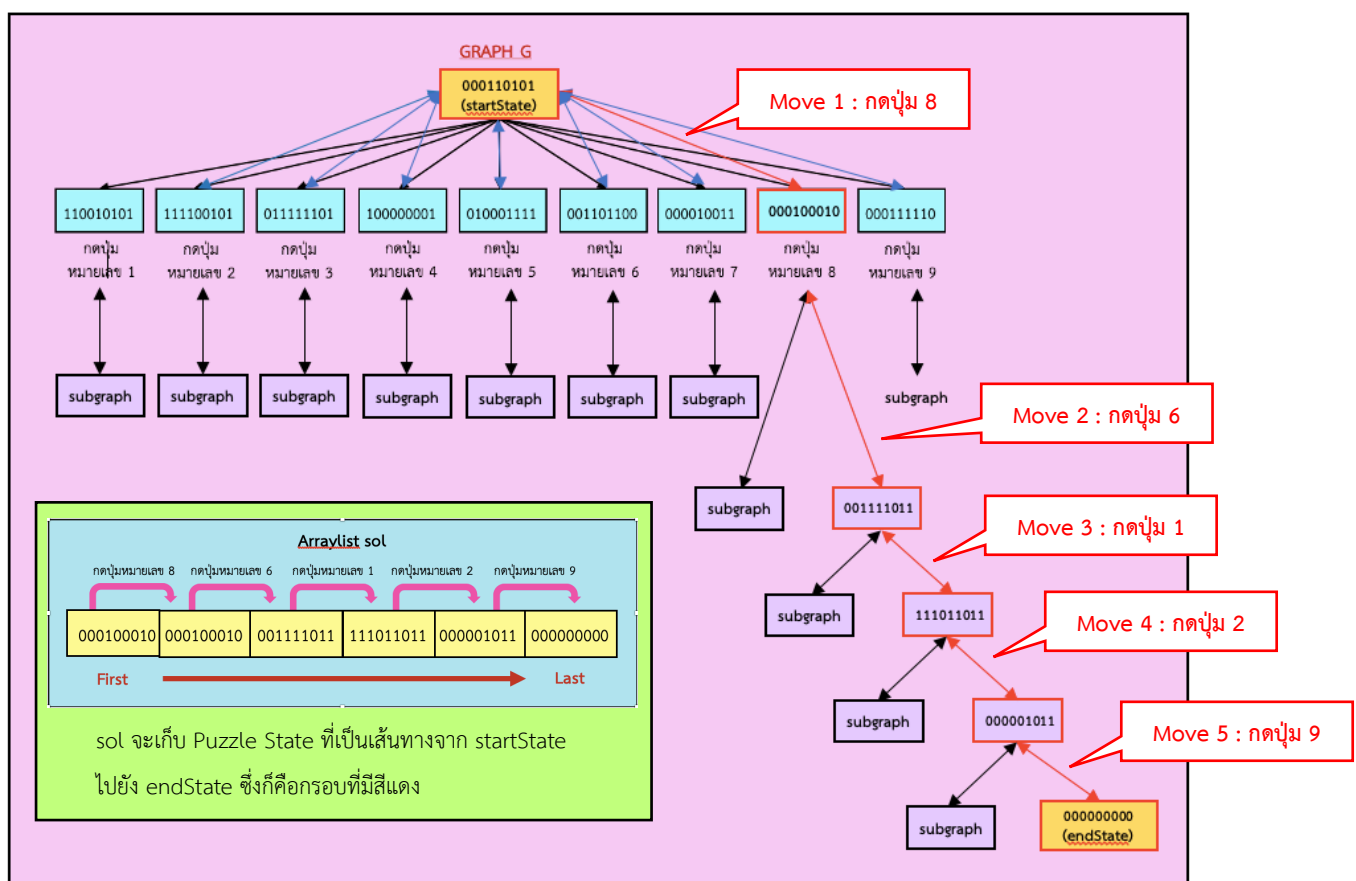 GRAPH G
000110101
(startState)
Move 1 : กดปุ่ม 8
110010101
111100101
011111101
100000001
010001111
001101100
000010011
000100010
000111110
กดปุ่ม
หมายเลข 1
กดปุ่ม
หมายเลข 2
กดปุ่ม
หมายเลข 3
กดปุ่ม
หมายเลข 4
กดปุ่ม
หมายเลข 5
กดปุ่ม
หมายเลข 6
กดปุ่ม
หมายเลข 7
กดปุ่ม
หมายเลข 8
กดปุ่ม
หมายเลข 9
subgraph
subgraph
subgraph
subgraph
subgraph
subgraph
subgraph
subgraph
Move 2 : กดปุ่ม 6
subgraph
001111011
Move 3 : กดปุ่ม 1
subgraph
111011011
Move 4 : กดปุ่ม 2
subgraph
000001011
Move 5 : กดปุ่ม 9
subgraph
000000000
(endState)
Arraylist sol
กดปุ่มหมายเลข 8
กดปุ่มหมายเลข 6
กดปุ่มหมายเลข 1
กดปุ่มหมายเลข 2
กดปุ่มหมายเลข 9
000100010
000100010
001111011
111011011
000001011
000000000
First
Last
sol จะเก็บ Puzzle State ที่เป็นเส้นทางจาก startState
ไปยัง endState ซึ่งก็คือกรอบที่มีสีแดง